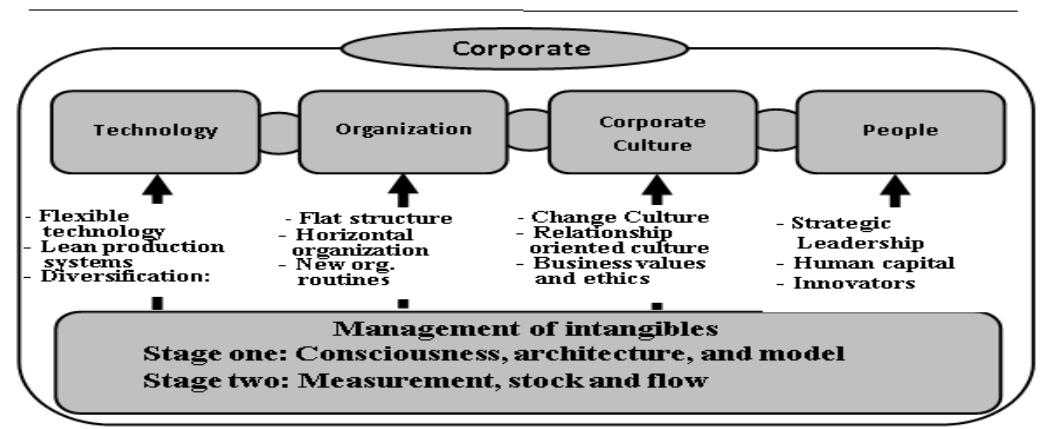 Corporate
Technology
Organization
Corporate
Culture
People
- Flexible
technology
- Lean production
systems
- Diversification:
- Flat structure
- Horizontal
organization
- New org.
routines
- Change Culture
- Relationship
oriented culture
- Business values
and ethics
- Strategic
Leadership
- Human capital
- Innovators
Management of intangibles
Stage one: Consciousness, architecture, and model
Stage two: Measurement, stock and flow